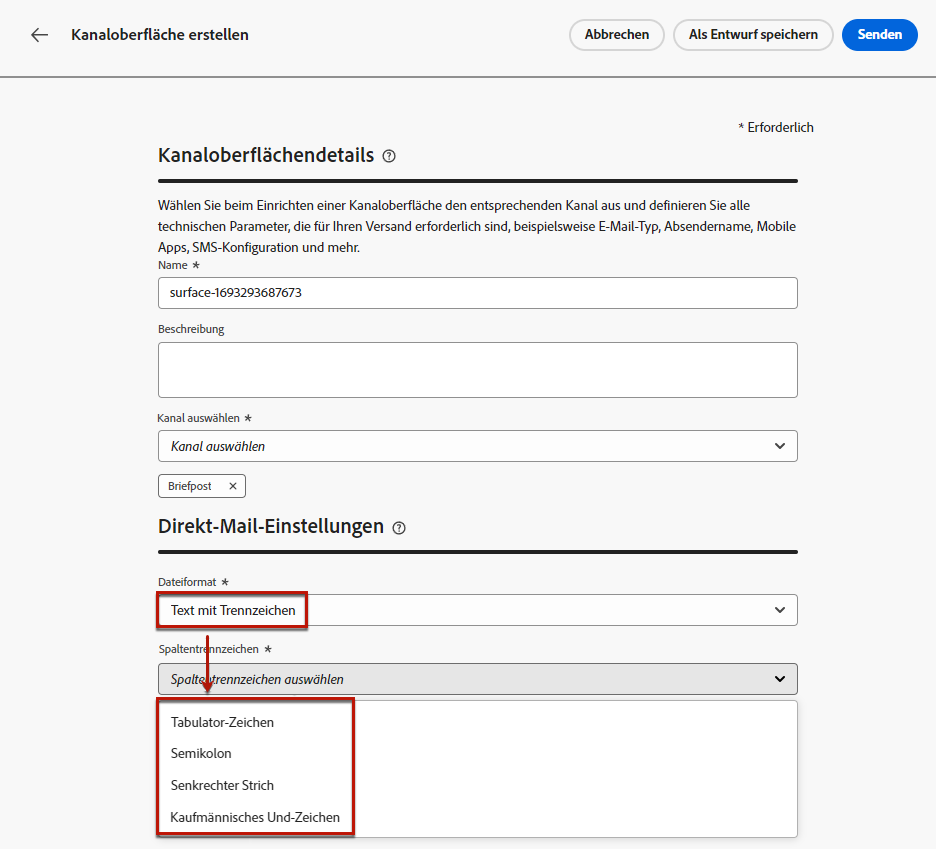 Kanaloberfläche erstellen
Abbrechen
Als Entwurf speichern
Senden
* Erforderlich
Kanaloberflächendetails
Wählen Sie beim Einrichten einer Kanaloberfläche den entsprechenden Kanal aus und definieren Sie alle
technischen Parameter, die für Ihren Versand erforderlich sind, beispielsweise E-Mail-Typ, Absendername, Mobile
Apps, SMS-Konfiguration und mehr.
Name *
surface-1693293687673
Beschreibung
Kanal auswählen *
Kanal auswählen
Briefpost ×
Direkt-Mail-Einstellungen
Dateiformat *
Text mit Trennzeichen
Spaltentrennzeichen *
Spaltentrennzeichen auswählen
Tabulator-Zeichen
Semikolon
Senkrechter Strich
Kaufmännisches Und-Zeichen